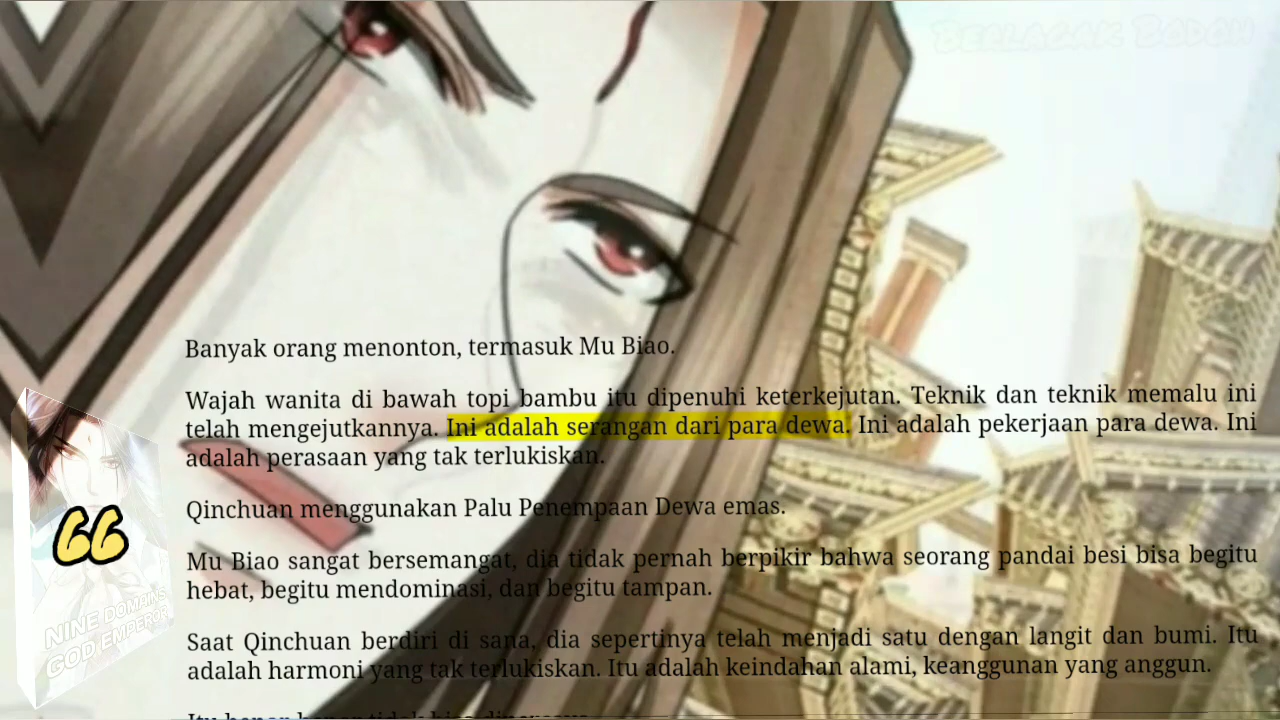 BELLAJAR BODOH
Banyak orang menonton, termasuk Mu Biao.
Wajah wanita di bawah topi bambu itu dipenuhi keterkejutan. Teknik dan teknik memalu ini
telah mengejutkannya. Ini adalah serangan dari para dewa. Ini adalah pekerjaan para dewa. Ini
adalah perasaan yang tak terlukiskan.
Qinchuan menggunakan Palu Penempaan Dewa emas.
Mu Biao sangat bersemangat, dia tidak pernah berpikir bahwa seorang pandai besi bisa begitu
hebat, begitu mendominasi, dan begitu tampan.
Saat Qinchuan berdiri di sana, dia sepertinya telah menjadi satu dengan langit dan bumi. Itu
adalah harmoni yang tak terlukiskan. Itu adalah keindahan alami, keanggunan yang anggun.
66
NINE DOMAINS
GOD EMPEROR